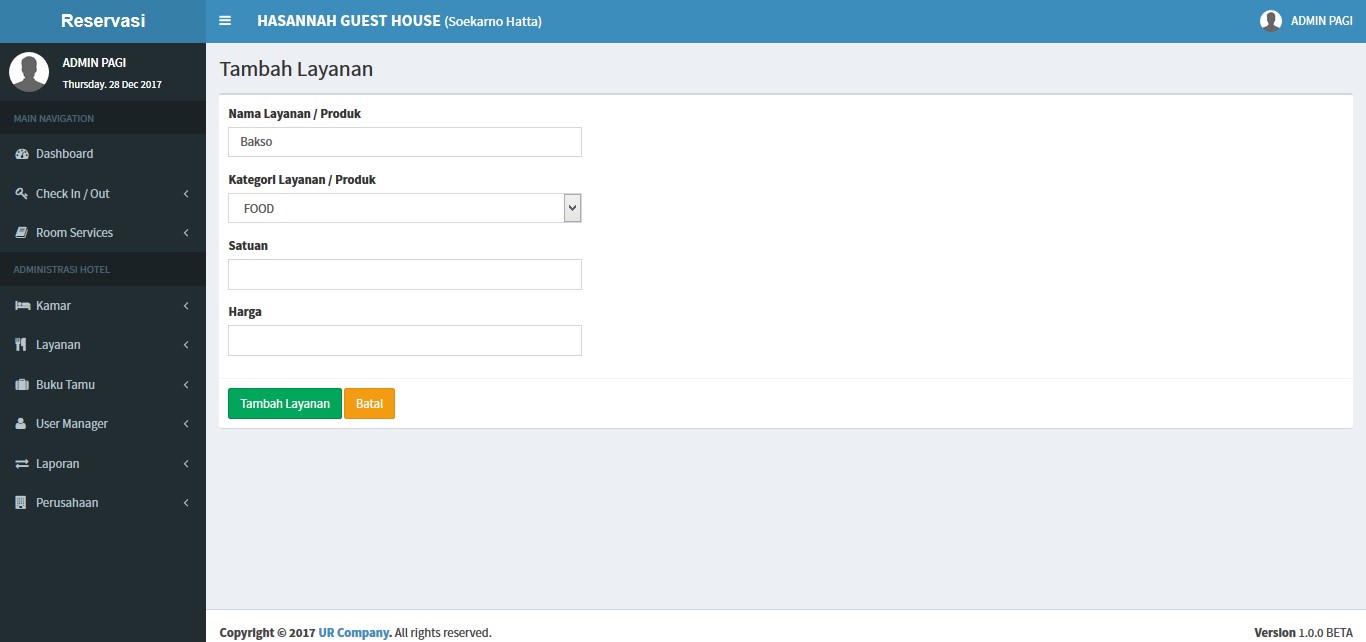 Reservasi
HASANNAH GUEST HOUSE (Soekarno Hatta)
ADMIN PAGI
ADMIN PAGI
Thursday. 28 Dec 2017
MAIN NAVIGATION
Dashboard
Check In / Out
Room Services
ADMINISTRASI HOTEL
Kamar
Layanan
Buku Tamu
User Manager
Laporan
Perusahaan
Tambah Layanan
Nama Layanan / Produk
Bakso
Kategori Layanan / Produk
FOOD
Satuan
Harga
Tambah Layanan Batal
Copyright © 2017 UR Company. All rights reserved.
Version 1.0.0 BETA